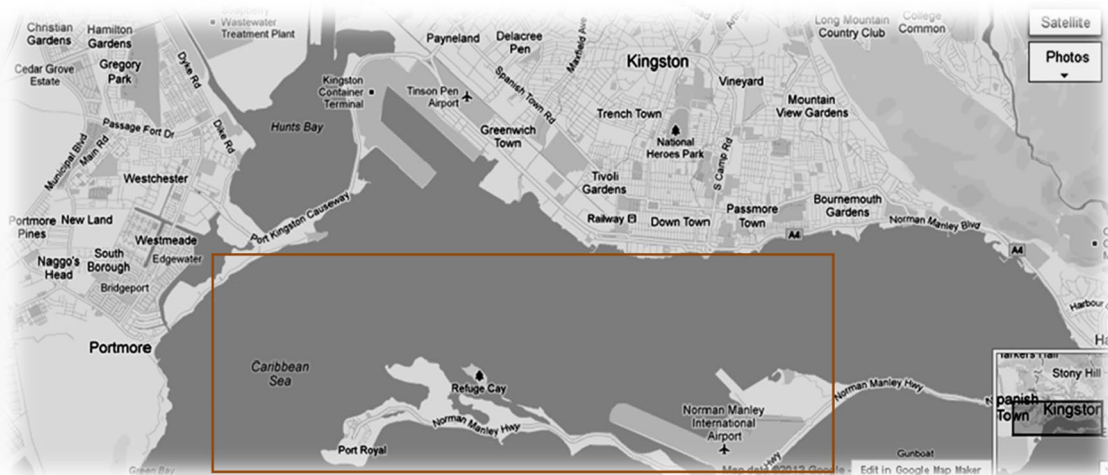 Christian
Gardens
Hamilton
Gardens
Wastewater
Treatment Plant
Payneland
Delacree
Pen
Maxfield Ave
Long Mountain
Country Club
College
Common
Satellite
Photos
Cedar Grove
Estate
Gregory
Park
Dyke Rd
Kingston
Container
Terminal
Tinson Pen
Airport
Spanish Town Rd
Kingston
Vineyard
Mountain
View Gardens
Trench Town
Hunts Bay
Greenwich
Town
National
Heroes Park
S Camp Rd
Passage Fort Dr
Dike Rd
Municipal Blvd
Main Rd
Westchester
Tivoli
Gardens
Bournemouth
Gardens
Portmore
Pines
New Land
Port Kingston Causeway
Railway
Down Town
Passmore
Town
Norman Manley Blvd
A4
A4
Westmeade
Edgewater
South
Borough
Naggo's
Head
Bridgeport
Harbour
Portmore
Caribbean
Sea
Refuge Cay
Stony Hill
Norman Manley Hwy
Spanish
Town
Kingston
Norman Manley
International
Airport
Norman Manley Hwy
Port Royal
Hwy
Gunboat
Green Bay
Map data ©2012 Google -
Edit in Google Map Maker